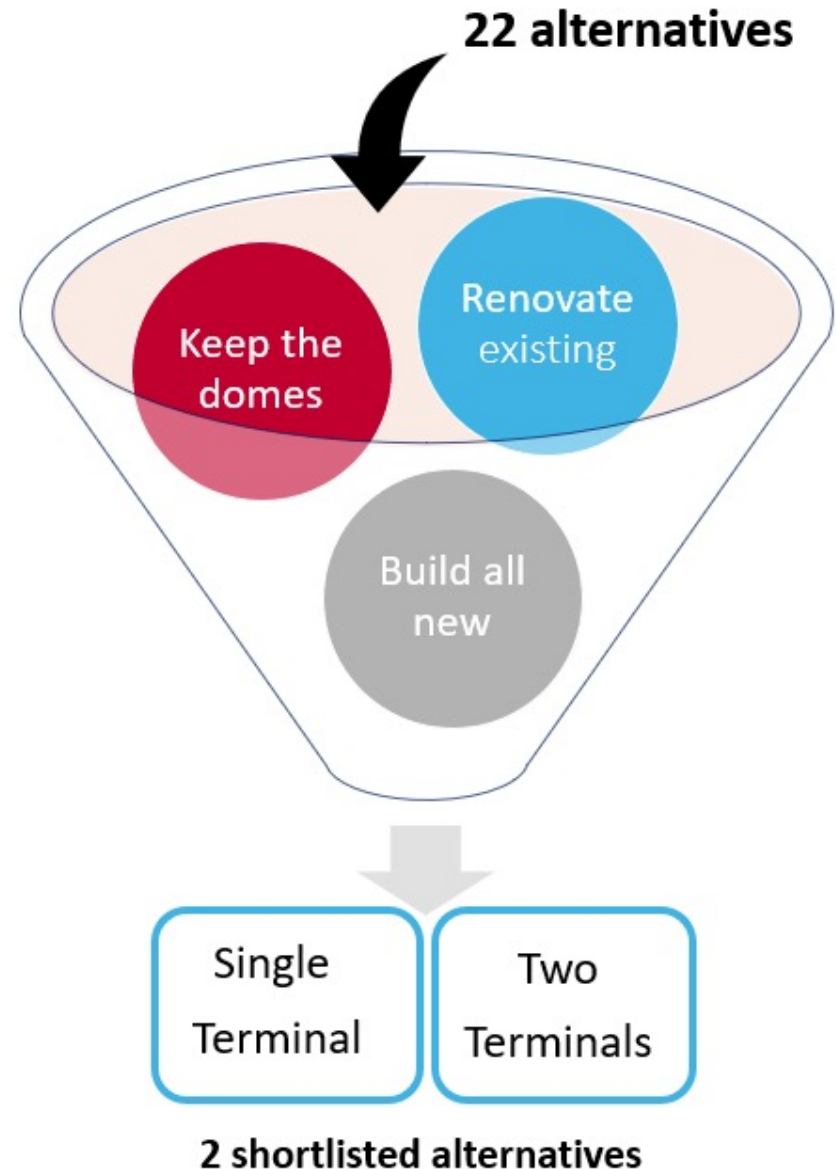 22 alternatives
Keep the
domes
Renovate
existing
Build all
new
Single
Terminal
Two
Terminals
2 shortlisted alternatives